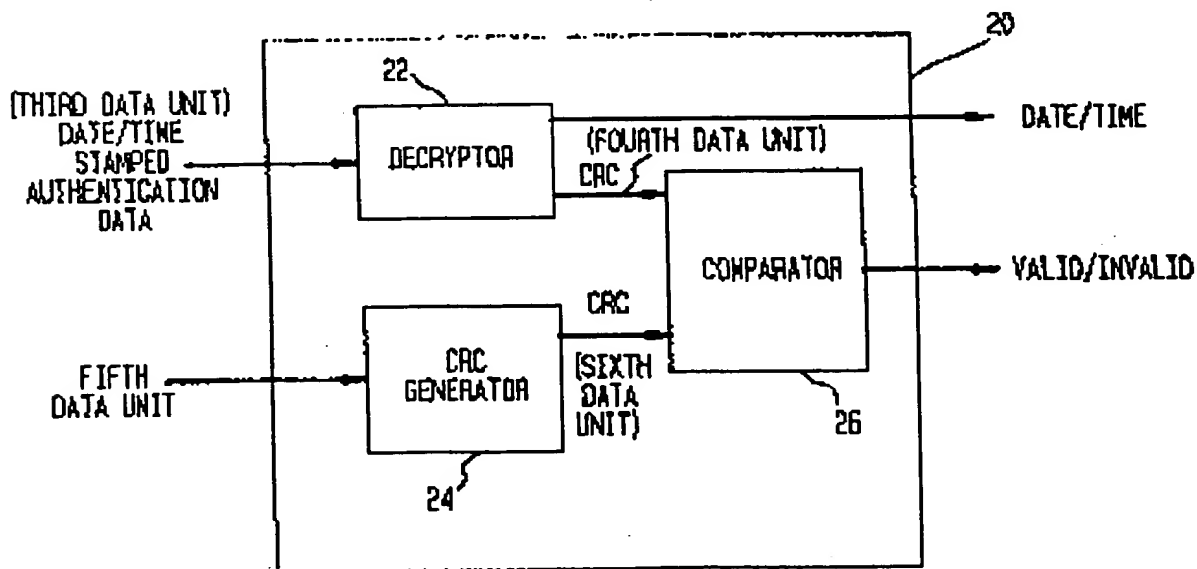 20
22
(THIRD DATA UNIT)
DATE/TIME
STAMPED
AUTHENTICATION
DATA
DECRYPTOR
DATE/TIME
(FOURTH DATA UNIT)
CRC
COMPARATOR
VALID/INVALID
26
CRC
(SIXTH
DATA
UNIT)
CRC
GENERATOR
24
FIFTH
DATA UNIT